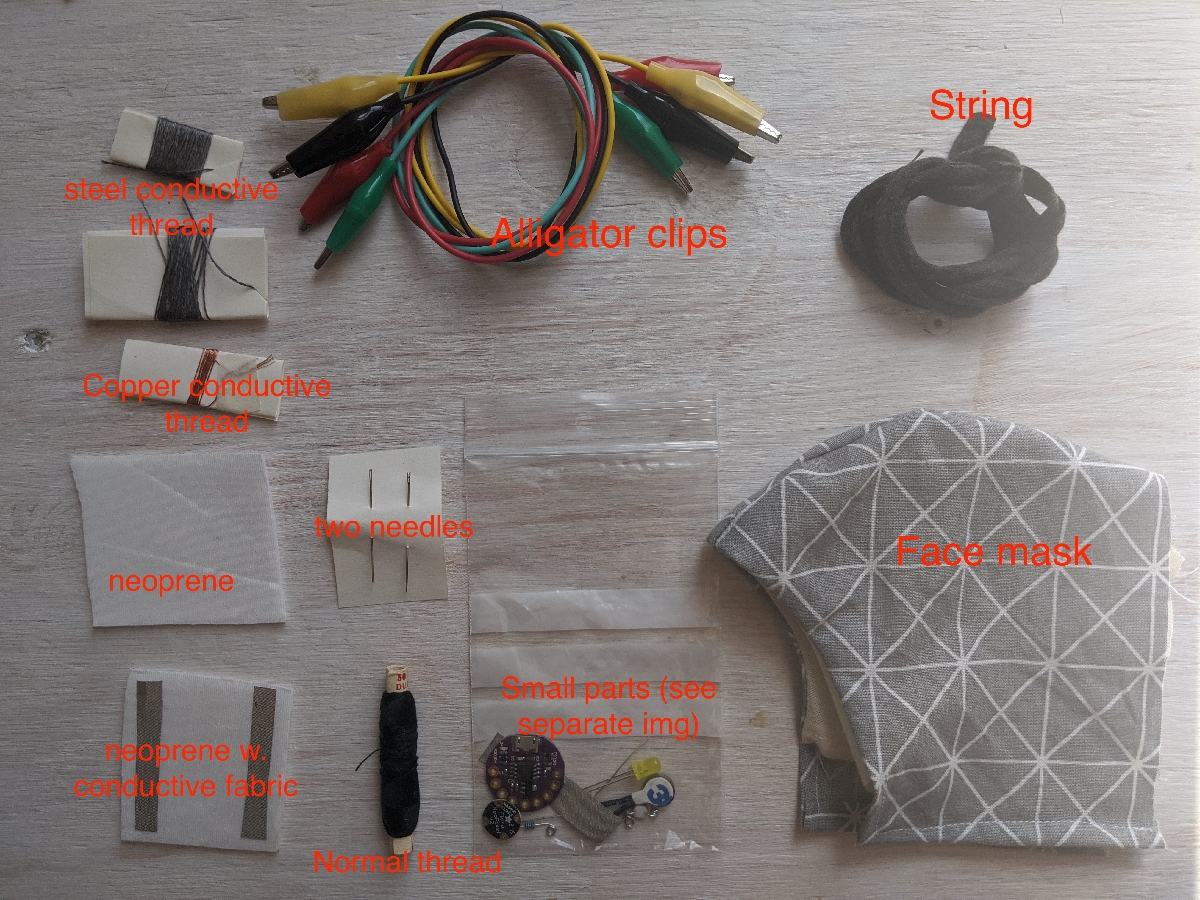 String
steel conductive
thread
Alligator clips
Copper conductive
thread
two needles
Face mask
neoprene
Small parts (see
separate img)
neoprene w.
conductive fabric
Normal thread